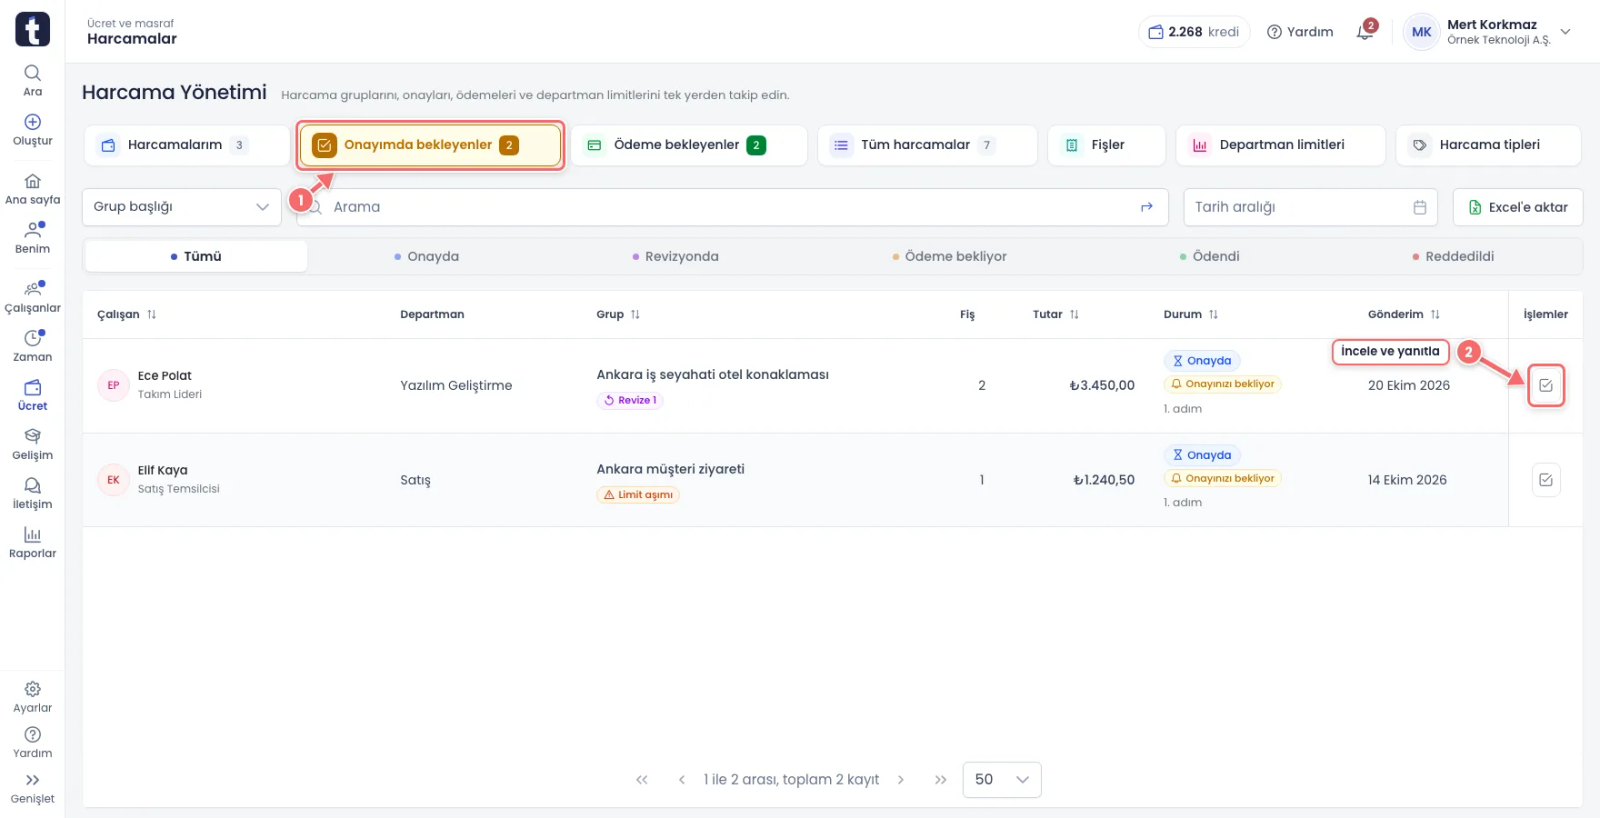 Ücret ve masraf
Harcamalar
2.268 kredi
Yardım
2
MK
Mert Korkmaz
Örnek Teknoloji A.Ş.
t
Ara
Oluştur
Ana sayfa
Benim
Çalışanlar
Zaman
Ücret
Gelişim
İletişim
Raporlar
Ayarlar
Yardım
Genişlet
Harcama Yönetimi
Harcama gruplarını, onayları, ödemeleri ve departman limitlerini tek yerden takip edin.
Harcamalarım 3
Onayımda bekleyenler 2
Ödeme bekleyenler 2
Tüm harcamalar 7
Fişler
Departman limitleri
Harcama tipleri
1
Grup başlığı
Arama
Tarih aralığı
Excel'e aktar
Tümü
Onayda
Revizyonda
Ödeme bekliyor
Ödendi
Reddedildi
Çalışan
Departman
Grup
Fiş
Tutar
Durum
Gönderim
İşlemler
İncele ve yanıtla
2
EP
Ece Polat
Takım Lideri
Yazılım Geliştirme
Ankara iş seyahati otel konaklaması
Revize 1
2
₺3.450,00
Onayda
Onayınızı bekliyor
1. adım
20 Ekim 2026
EK
Elif Kaya
Satış Temsilcisi
Satış
Ankara müşteri ziyareti
Limit aşımı
1
₺1.240,50
Onayda
Onayınızı bekliyor
1. adım
14 Ekim 2026
1 ile 2 arası, toplam 2 kayıt
50